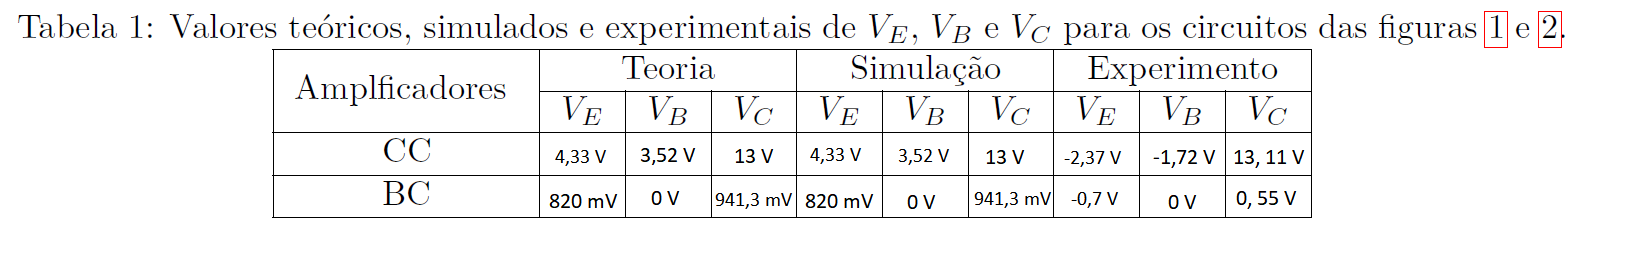 Tabela 1: Valores teóricos, simulados e experimentais de V_E, V_B e V_C para os circuitos das figuras 1 e 2.
Amplficadores Teoria Simulação Experimento
V_E V_B V_C V_E V_B V_C V_E V_B V_C
CC 4,33 V 3,52 V 13 V 4,33 V 3,52 V 13 V -2,37 V -1,72 V 13, 11 V
BC 820 mV 0 V 941,3 mV 820 mV 0 V 941,3 mV -0,7 V 0 V 0, 55 V